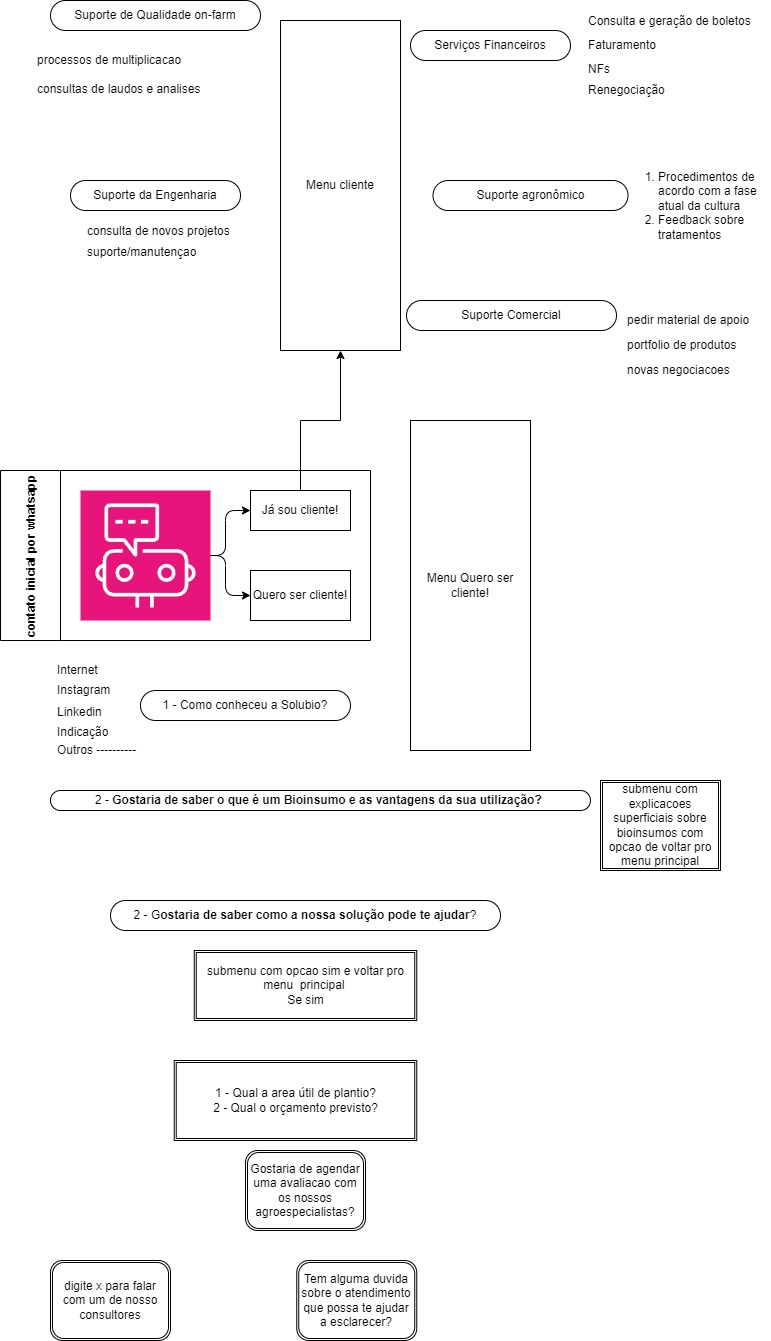 Suporte de Qualidade on-farm
processos de multiplicacao
consultas de laudos e analises
Serviços Financeiros
Consulta e geração de boletos
Faturamento
NFs
Renegociação
Menu cliente
Suporte da Engenharia
consulta de novos projetos
suporte/manutençao
Suporte agronômico
1. Procedimentos de
acordo com a fase
atual da cultura
2. Feedback sobre
tratamentos
Suporte Comercial
pedir material de apoio
portfolio de produtos
novas negociacoes
contato inicial por whatsapp
Já sou cliente!
Quero ser cliente!
Menu Quero ser
cliente!
Internet
Instagram
Linkedin
Indicação
Outros ----------
1 - Como conheceu a Solubio?
2 - Gostaria de saber o que é um Bioinsumo e as vantagens da sua utilização?
submenu com
explicacoes
superficiais sobre
bioinsumos com
opcao de voltar pro
menu principal
2 - Gostaria de saber como a nossa solução pode te ajudar?
submenu com opcao sim e voltar pro
menu principal
Se sim
1 - Qual a area útil de plantio?
2 - Qual o orçamento previsto?
Gostaria de agendar
uma avaliacao com
os nossos
agroespecialistas?
digite x para falar
com um de nosso
consultores
Tem alguma duvida
sobre o atendimento
que possa te ajudar
a esclarecer?